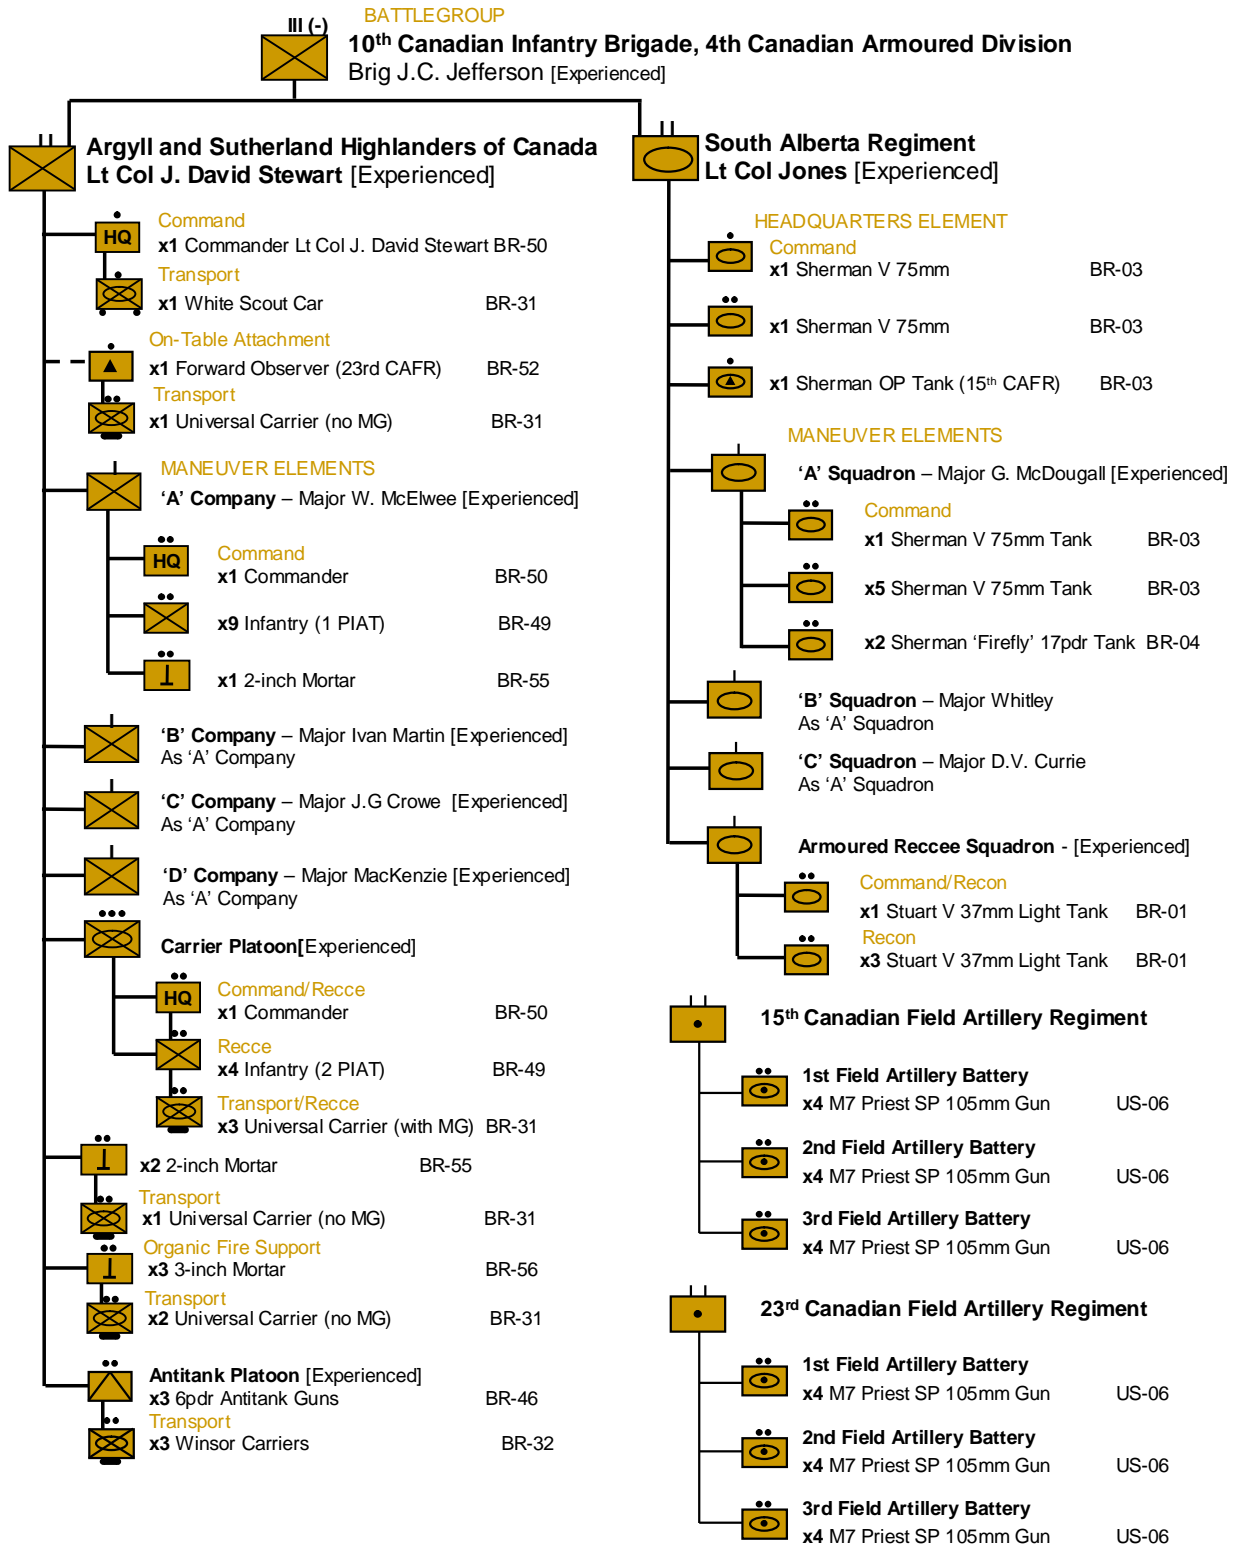 BATTLEGROUP
III (-)
10th Canadian Infantry Brigade, 4th Canadian Armoured Division
Brig J.C. Jefferson [Experienced]
Argyll and Sutherland Highlanders of Canada
Lt Col J. David Stewart [Experienced]
Command
HQ
x1 Commander Lt Col J. David Stewart BR-50
Transport
x1 White Scout Car BR-31
On-Table Attachment
x1 Forward Observer (23rd CAFR) BR-52
Transport
x1 Universal Carrier (no MG) BR-31
MANEUVER ELEMENTS
‘A’ Company – Major W. McElwee [Experienced]
Command
HQ
x1 Commander BR-50
x9 Infantry (1 PIAT) BR-49
x1 2-inch Mortar BR-55
‘B’ Company – Major Ivan Martin [Experienced]
As ‘A’ Company
‘C’ Company – Major J.G Crowe [Experienced]
As ‘A’ Company
‘D’ Company – Major MacKenzie [Experienced]
As ‘A’ Company
Carrier Platoon[Experienced]
Command/Recce
HQ
x1 Commander BR-50
Recce
x4 Infantry (2 PIAT) BR-49
Transport/Recce
x3 Universal Carrier (with MG) BR-31
x2 2-inch Mortar BR-55
Transport
x1 Universal Carrier (no MG) BR-31
Organic Fire Support
x3 3-inch Mortar BR-56
Transport
x2 Universal Carrier (no MG) BR-31
Antitank Platoon [Experienced]
x3 6pdr Antitank Guns BR-46
Transport
x3 Winsor Carriers BR-32
South Alberta Regiment
Lt Col Jones [Experienced]
HEADQUARTERS ELEMENT
Command
x1 Sherman V 75mm BR-03
x1 Sherman V 75mm BR-03
x1 Sherman OP Tank (15th CAFR) BR-03
MANEUVER ELEMENTS
‘A’ Squadron – Major G. McDougall [Experienced]
Command
x1 Sherman V 75mm Tank BR-03
x5 Sherman V 75mm Tank BR-03
x2 Sherman ‘Firefly’ 17pdr Tank BR-04
‘B’ Squadron – Major Whitley
As ‘A’ Squadron
‘C’ Squadron – Major D.V. Currie
As ‘A’ Squadron
Armoured Reccee Squadron - [Experienced]
Command/Recon
x1 Stuart V 37mm Light Tank BR-01
Recon
x3 Stuart V 37mm Light Tank BR-01
15th Canadian Field Artillery Regiment
1st Field Artillery Battery
x4 M7 Priest SP 105mm Gun US-06
2nd Field Artillery Battery
x4 M7 Priest SP 105mm Gun US-06
3rd Field Artillery Battery
x4 M7 Priest SP 105mm Gun US-06
23rd Canadian Field Artillery Regiment
1st Field Artillery Battery
x4 M7 Priest SP 105mm Gun US-06
2nd Field Artillery Battery
x4 M7 Priest SP 105mm Gun US-06
3rd Field Artillery Battery
x4 M7 Priest SP 105mm Gun US-06